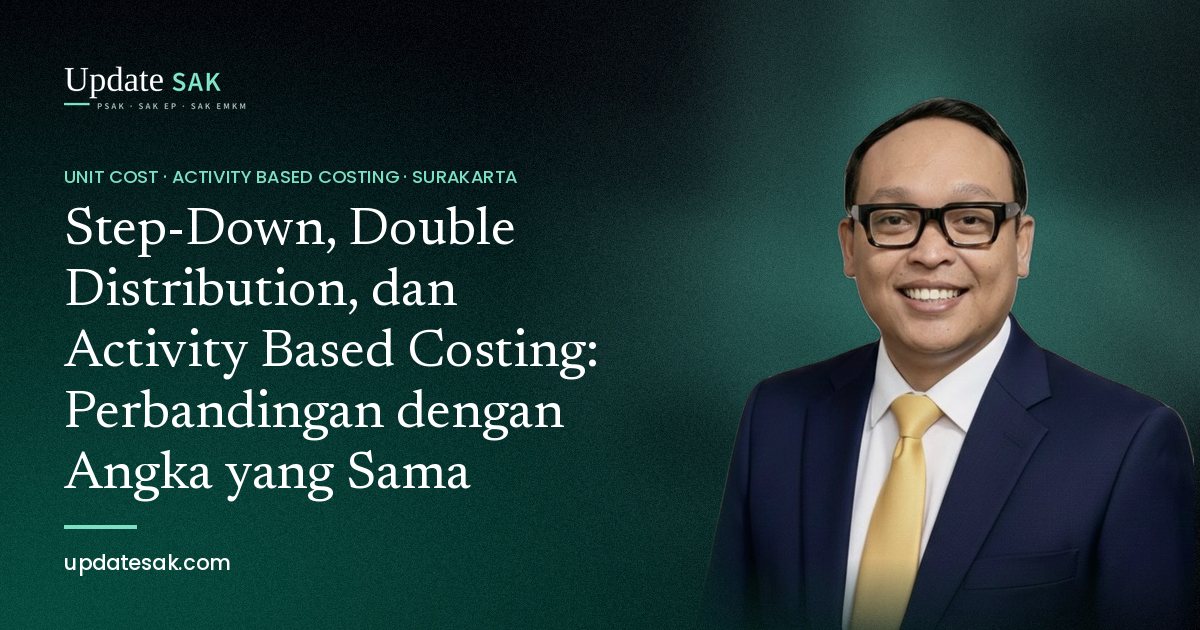 Update SAK
PSAK · SAK EP · SAK EMKM
UNIT COST · ACTIVITY BASED COSTING · SURAKARTA
Step-Down, Double
Distribution, dan
Activity Based Costing:
Perbandingan dengan
Angka yang Sama
updatesak.com